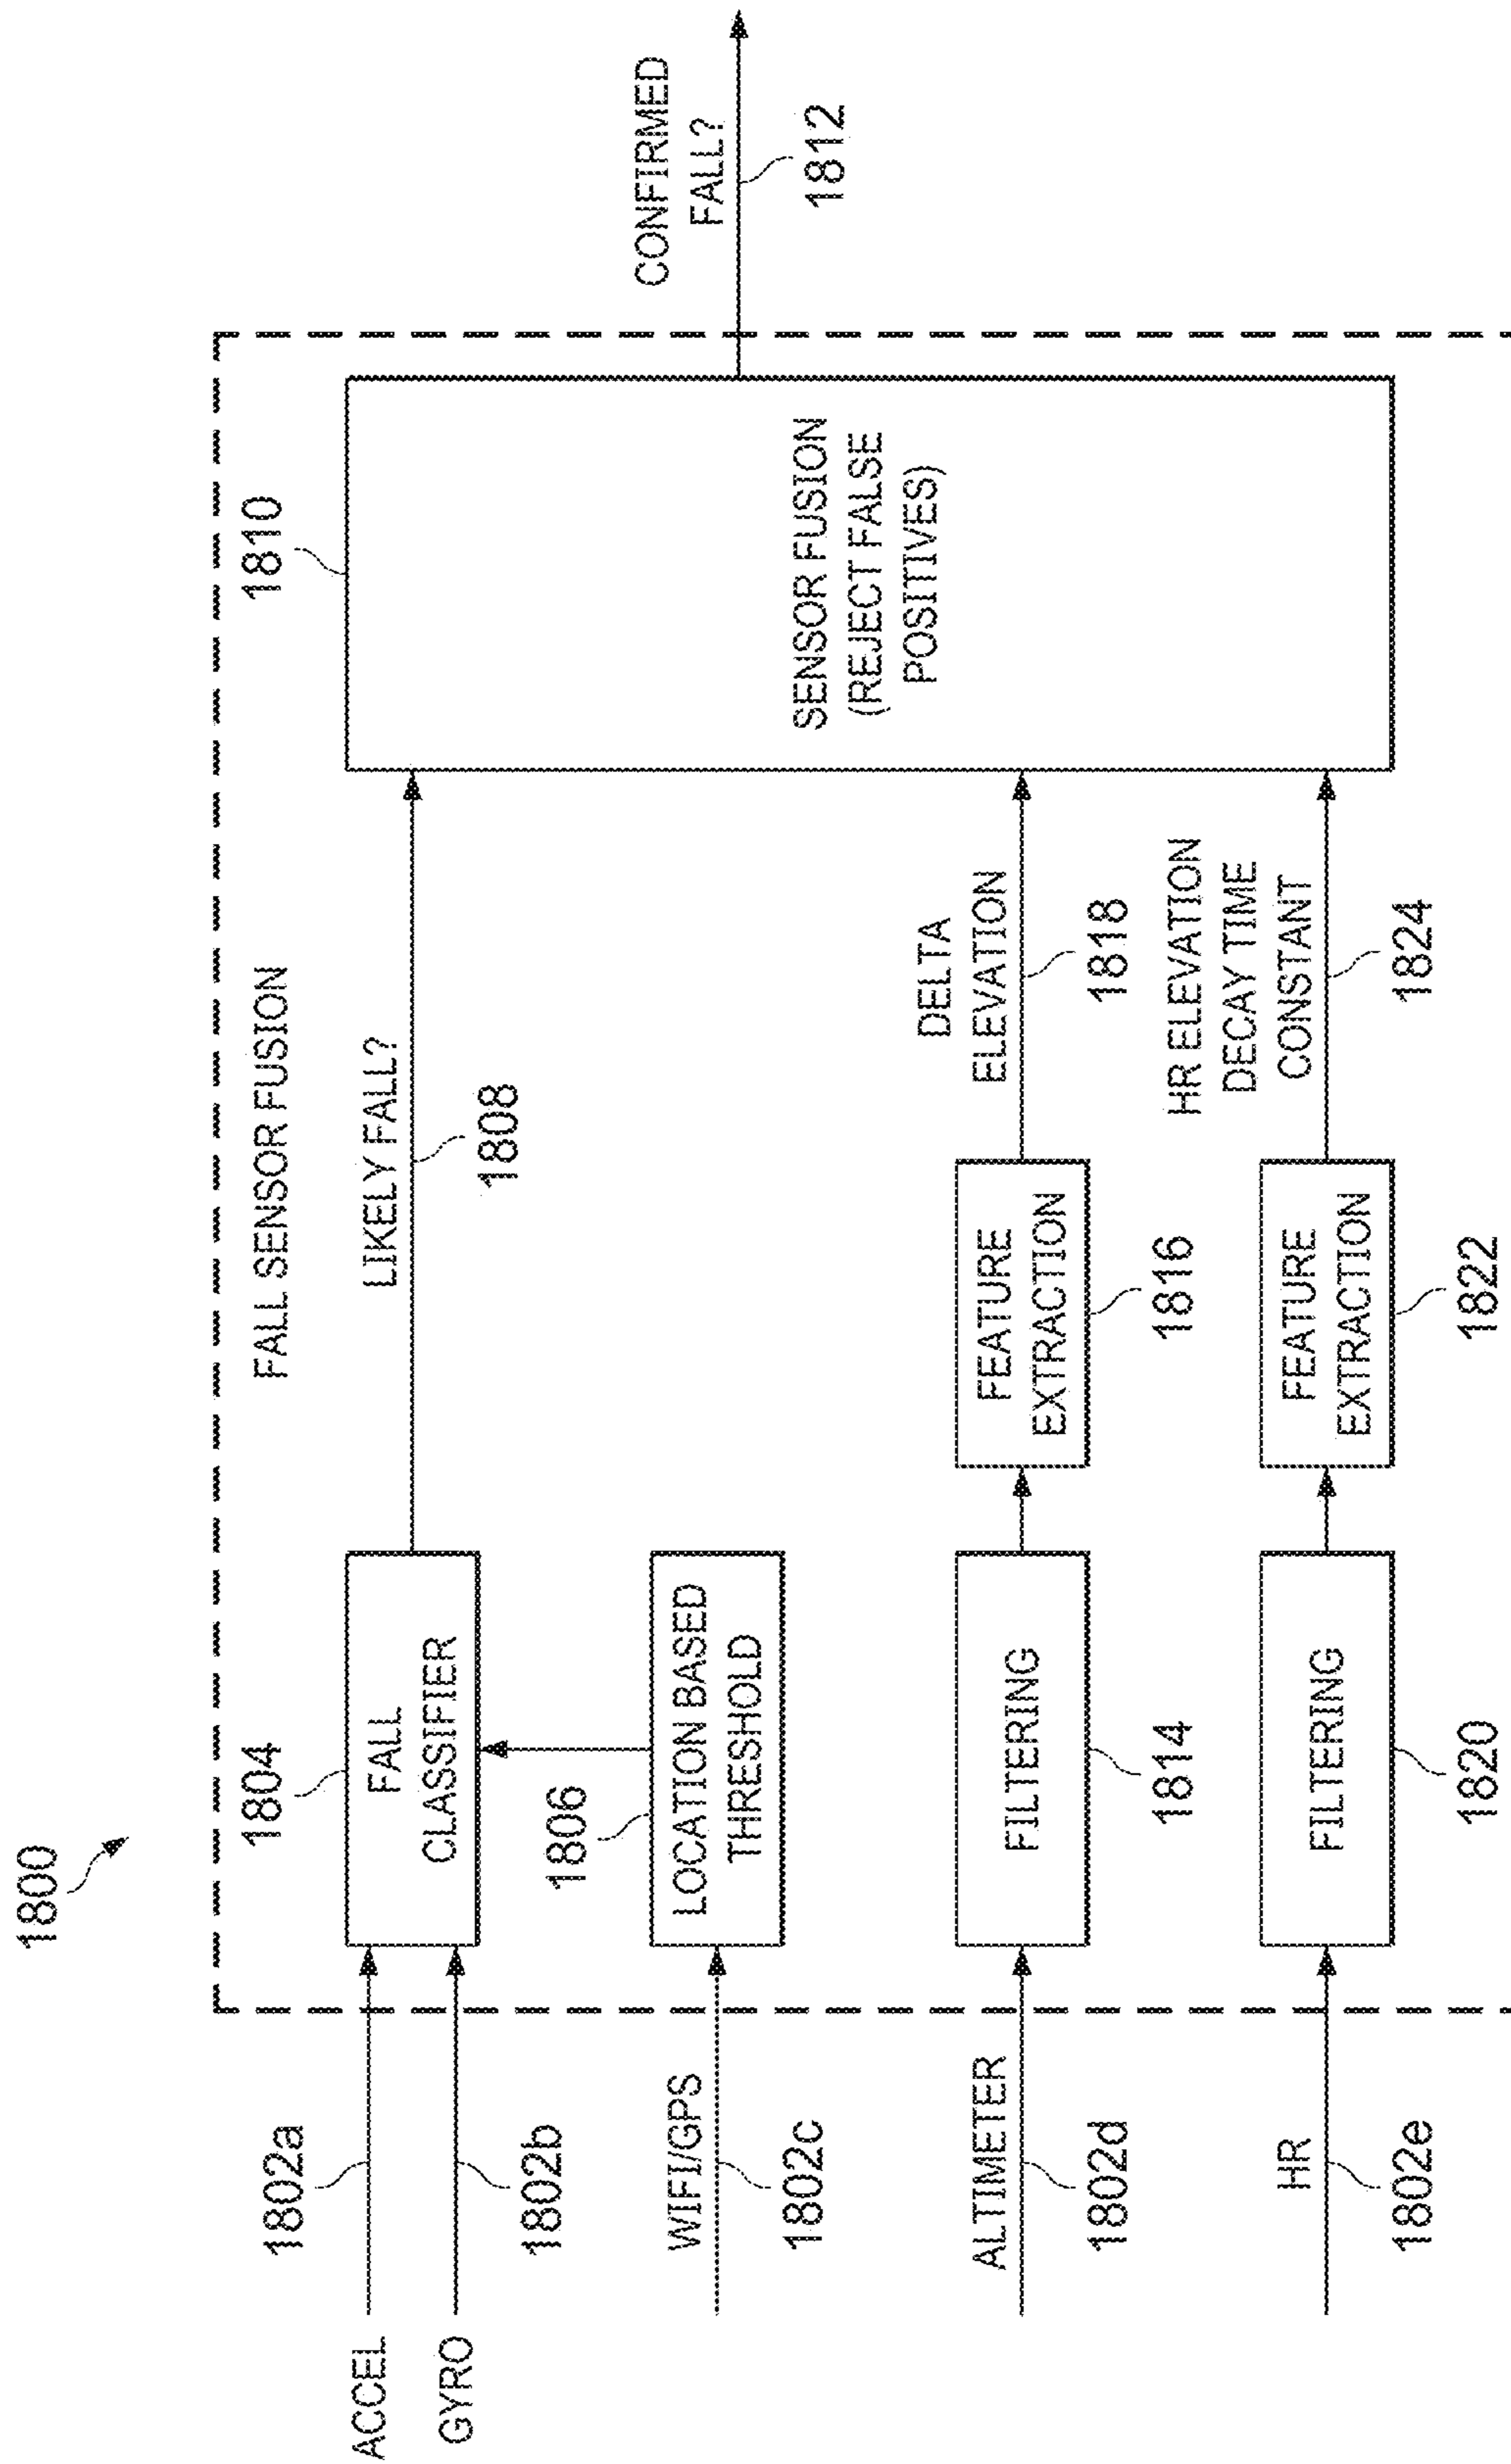 1800
FALL SENSOR FUSION
ACCEL
1802a
GYRO
1802b
1804
FALL
CLASSIFIER
LIKELY FALL?
1808
1810
SENSOR FUSION
(REJECT FALSE
POSITIVES)
CONFIRMED
FALL?
1812
WIFI/GPS
1802c
1806
LOCATION BASED
THRESHOLD
ALTIMETER
1802d
FILTERING
1814
FEATURE
EXTRACTION
1816
DELTA
ELEVATION
1818
HR
1802e
FILTERING
1820
FEATURE
EXTRACTION
1822
HR ELEVATION
DECAY TIME
CONSTANT
1824